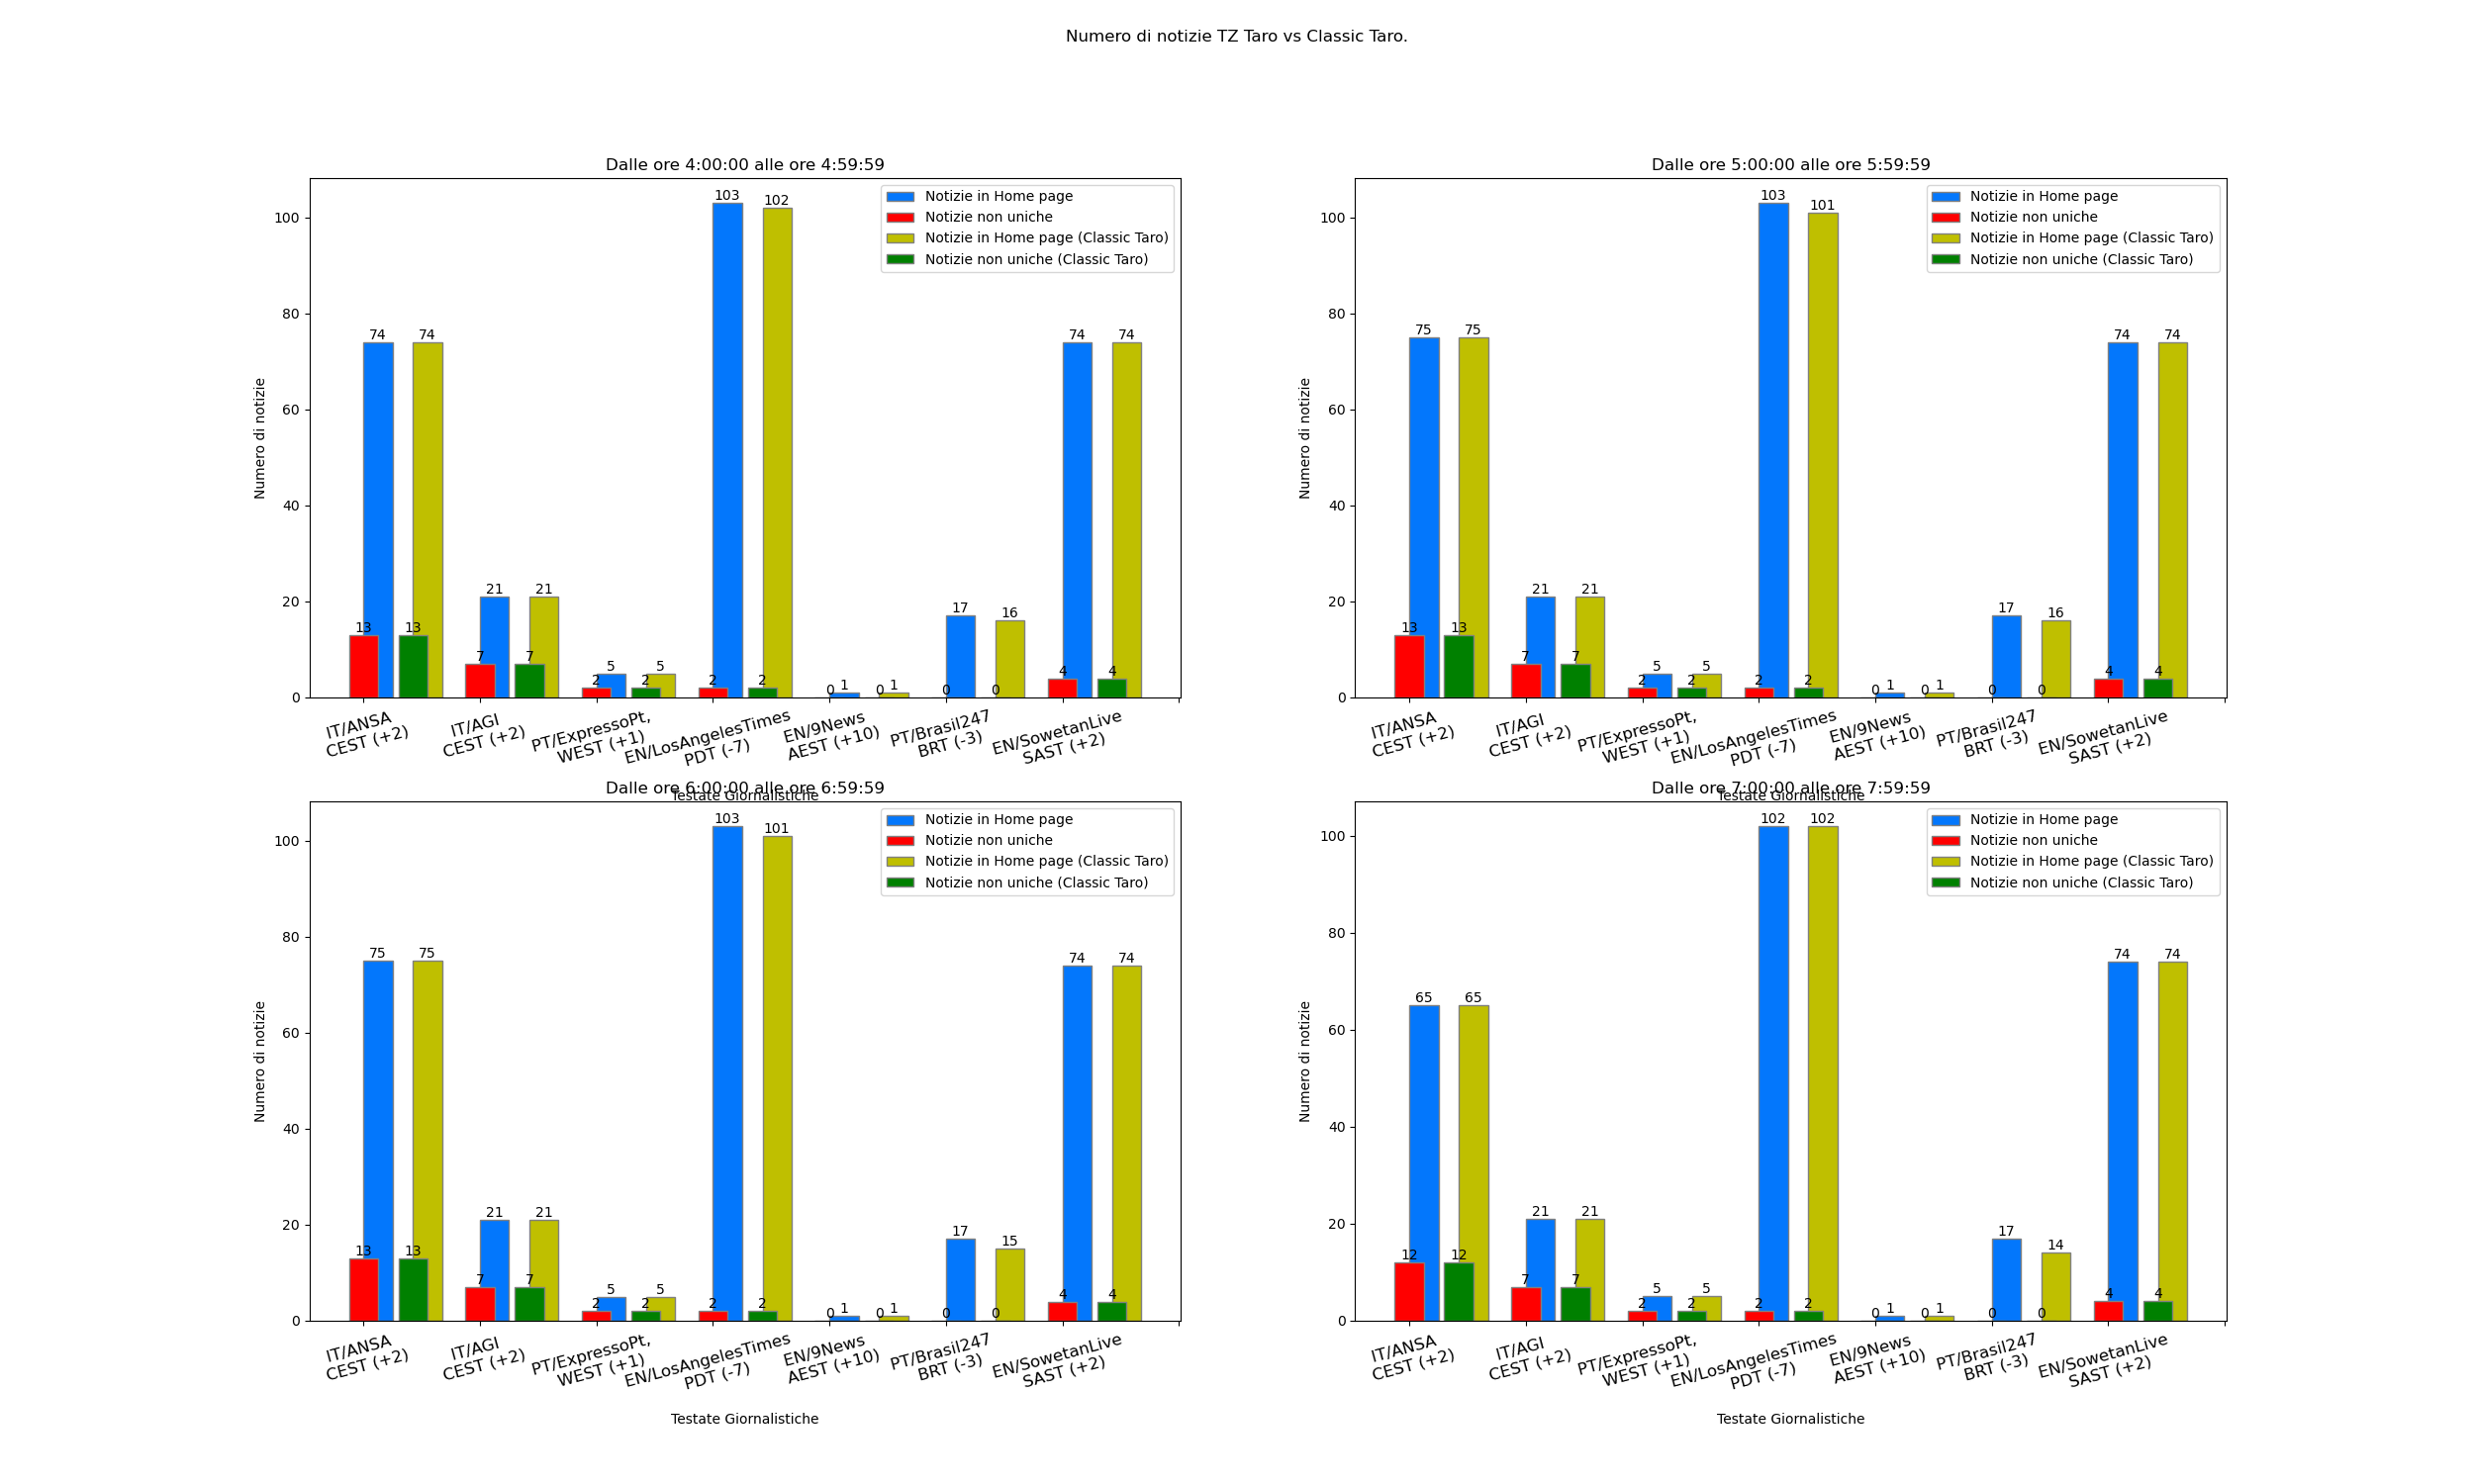 Numero di notizie TZ Taro vs Classic Taro.
Dalle ore 4:00:00 alle ore 4:59:59
Notizie in Home page
Notizie non uniche
Notizie in Home page (Classic Taro)
Notizie non uniche (Classic Taro)
Numero di notizie
100
80
60
40
20
0
74 74 21 21 5 5 103 102 1 1 17 16 74 74
13 13 7 7 2 2 2 2 0 0 0 0 4 4
IT/ANSA
CEST (+2)
IT/AGI
CEST (+2)
PT/ExpressoPt,
WEST (+1)
EN/LosAngelesTimes
PDT (-7)
EN/9News
AEST (+10)
PT/Brasil247
BRT (-3)
EN/SowetanLive
SAST (+2)
Testate Giornalistiche
Dalle ore 5:00:00 alle ore 5:59:59
Notizie in Home page
Notizie non uniche
Notizie in Home page (Classic Taro)
Notizie non uniche (Classic Taro)
Numero di notizie
100
80
60
40
20
0
75 75 21 21 5 5 103 101 1 1 17 16 74 74
13 13 7 7 2 2 2 2 0 0 0 0 4 4
IT/ANSA
CEST (+2)
IT/AGI
CEST (+2)
PT/ExpressoPt,
WEST (+1)
EN/LosAngelesTimes
PDT (-7)
EN/9News
AEST (+10)
PT/Brasil247
BRT (-3)
EN/SowetanLive
SAST (+2)
Testate Giornalistiche
Dalle ore 6:00:00 alle ore 6:59:59
Notizie in Home page
Notizie non uniche
Notizie in Home page (Classic Taro)
Notizie non uniche (Classic Taro)
Numero di notizie
100
80
60
40
20
0
75 75 21 21 5 5 103 101 1 1 17 15 74 74
13 13 7 7 2 2 2 2 0 0 0 0 4 4
IT/ANSA
CEST (+2)
IT/AGI
CEST (+2)
PT/ExpressoPt,
WEST (+1)
EN/LosAngelesTimes
PDT (-7)
EN/9News
AEST (+10)
PT/Brasil247
BRT (-3)
EN/SowetanLive
SAST (+2)
Testate Giornalistiche
Dalle ore 7:00:00 alle ore 7:59:59
Notizie in Home page
Notizie non uniche
Notizie in Home page (Classic Taro)
Notizie non uniche (Classic Taro)
Numero di notizie
100
80
60
40
20
0
65 65 21 21 5 5 102 102 1 1 17 14 74 74
12 12 7 7 2 2 2 2 0 0 0 0 4 4
IT/ANSA
CEST (+2)
IT/AGI
CEST (+2)
PT/ExpressoPt,
WEST (+1)
EN/LosAngelesTimes
PDT (-7)
EN/9News
AEST (+10)
PT/Brasil247
BRT (-3)
EN/SowetanLive
SAST (+2)
Testate Giornalistiche